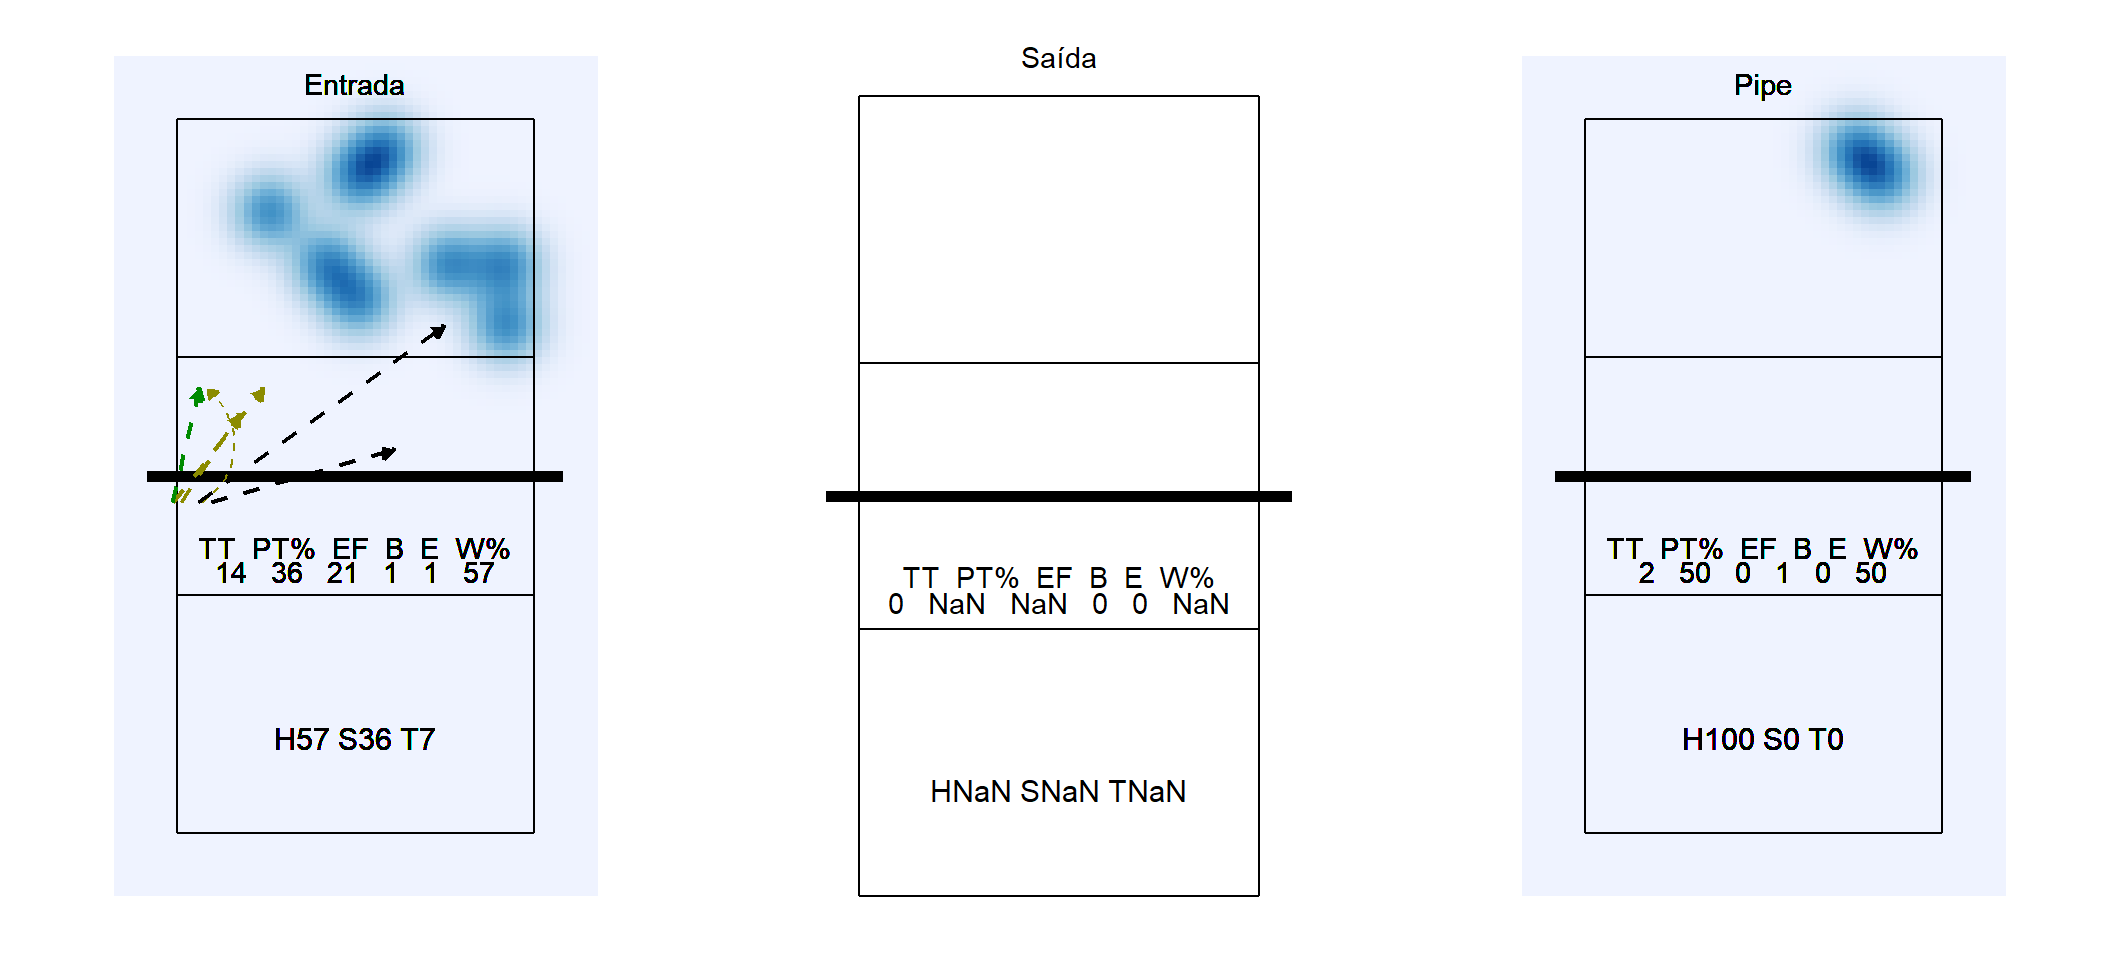 Entrada
TT PT% EF B E W%
14 36 21 1 1 57
H57 S36 T7
Saída
TT PT% EF B E W%
0 NaN NaN 0 0 NaN
HNaN SNaN TNaN
Pipe
TT PT% EF B E W%
2 50 0 1 0 50
H100 S0 T0